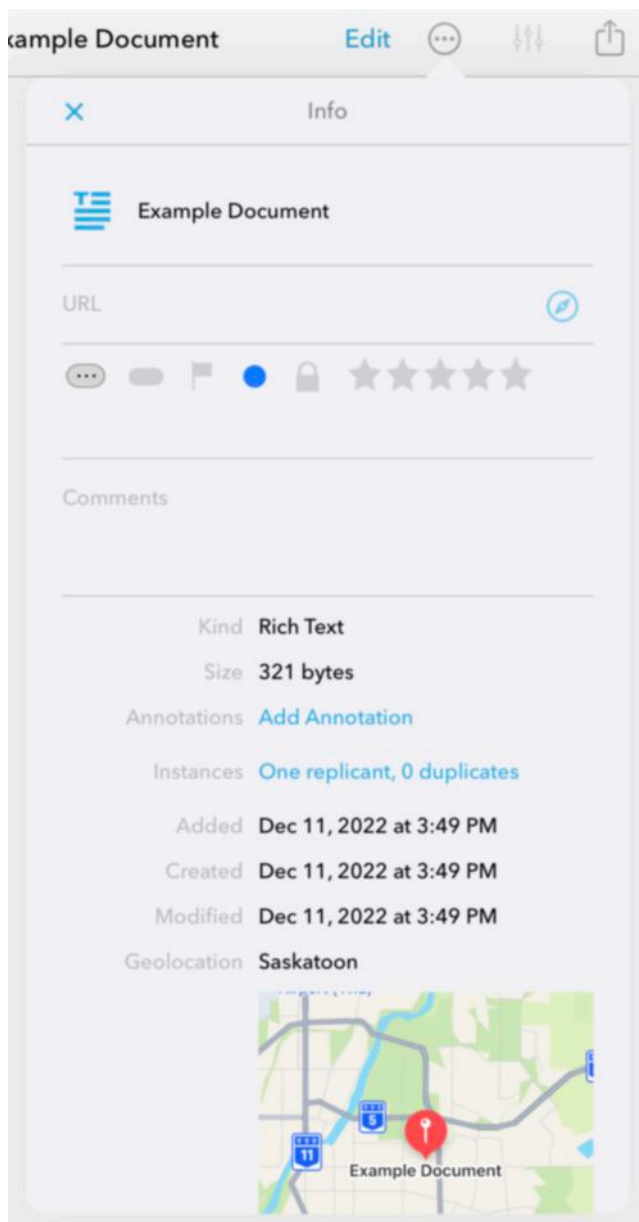 xample Document Edit
Info
Example Document
URL
Comments
Kind Rich Text
Size 321 bytes
Annotations Add Annotation
Instances One replicant, 0 duplicates
Added Dec 11, 2022 at 3:49 PM
Created Dec 11, 2022 at 3:49 PM
Modified Dec 11, 2022 at 3:49 PM
Geolocation Saskatoon
5
11
Example Document